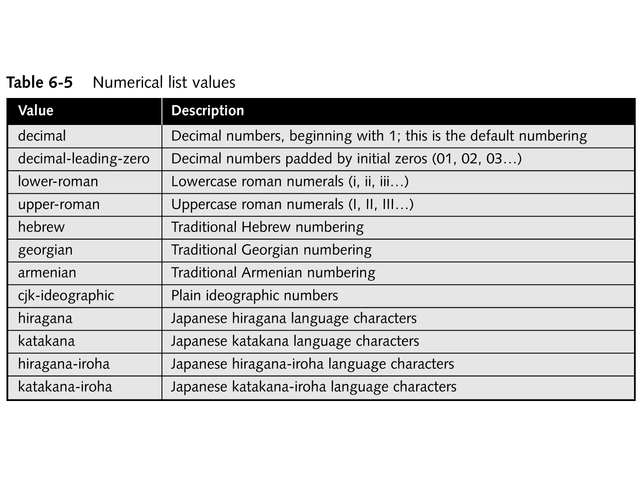 Table 6-5 Numerical list values
Value Description
decimal Decimal numbers, beginning with 1; this is the default numbering
decimal-leading-zero Decimal numbers padded by initial zeros (01, 02, 03…)
lower-roman Lowercase roman numerals (i, ii, iii…)
upper-roman Uppercase roman numerals (I, II, III…)
hebrew Traditional Hebrew numbering
georgian Traditional Georgian numbering
armenian Traditional Armenian numbering
cjk-ideographic Plain ideographic numbers
hiragana Japanese hiragana language characters
katakana Japanese katakana language characters
hiragana-iroha Japanese hiragana-iroha language characters
katakana-iroha Japanese katakana-iroha language characters